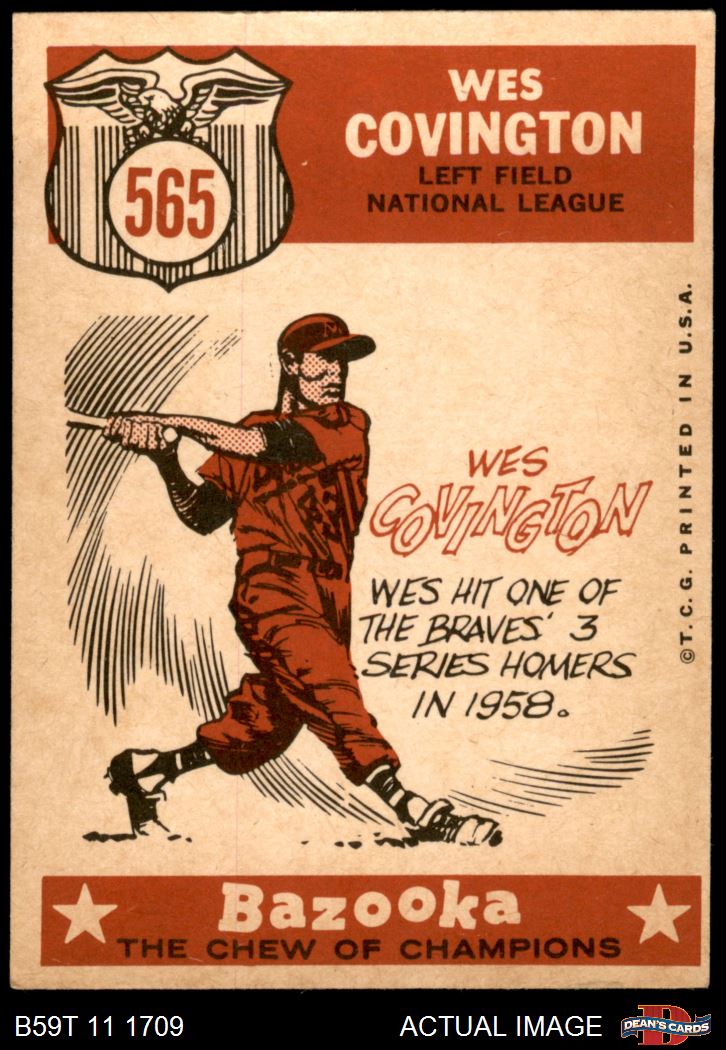 565
WES
COVINGTON
LEFT FIELD
NATIONAL LEAGUE
M
WES
COVINGTON
WES HIT ONE OF
THE BRAVES' 3
SERIES HOMERS
IN 1958.
©T.C.G. PRINTED IN U.S.A.
Bazooka
THE CHEW OF CHAMPIONS
B59T 11 1709
ACTUAL IMAGE
D
DEAN'S CARDS